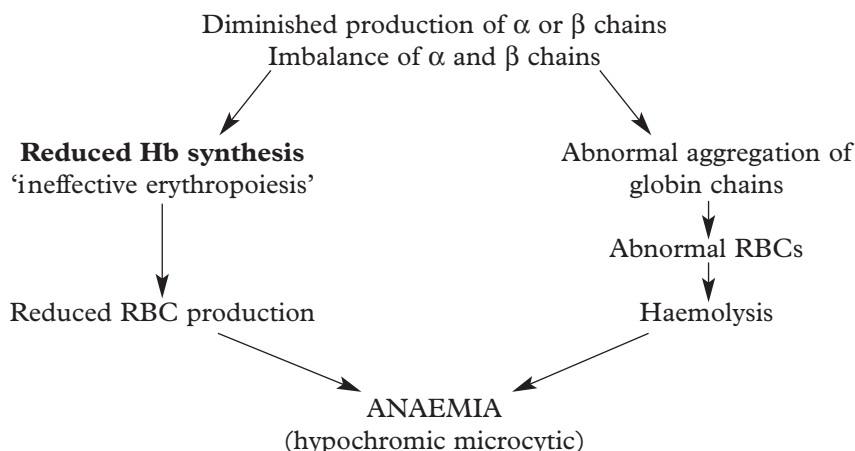 Diminished production of α or β chains
Imbalance of α and β chains
Reduced Hb synthesis
‘ineffective erythropoiesis’
Abnormal aggregation of
globin chains
Abnormal RBCs
Reduced RBC production
Haemolysis
ANAEMIA
(hypochromic microcytic)